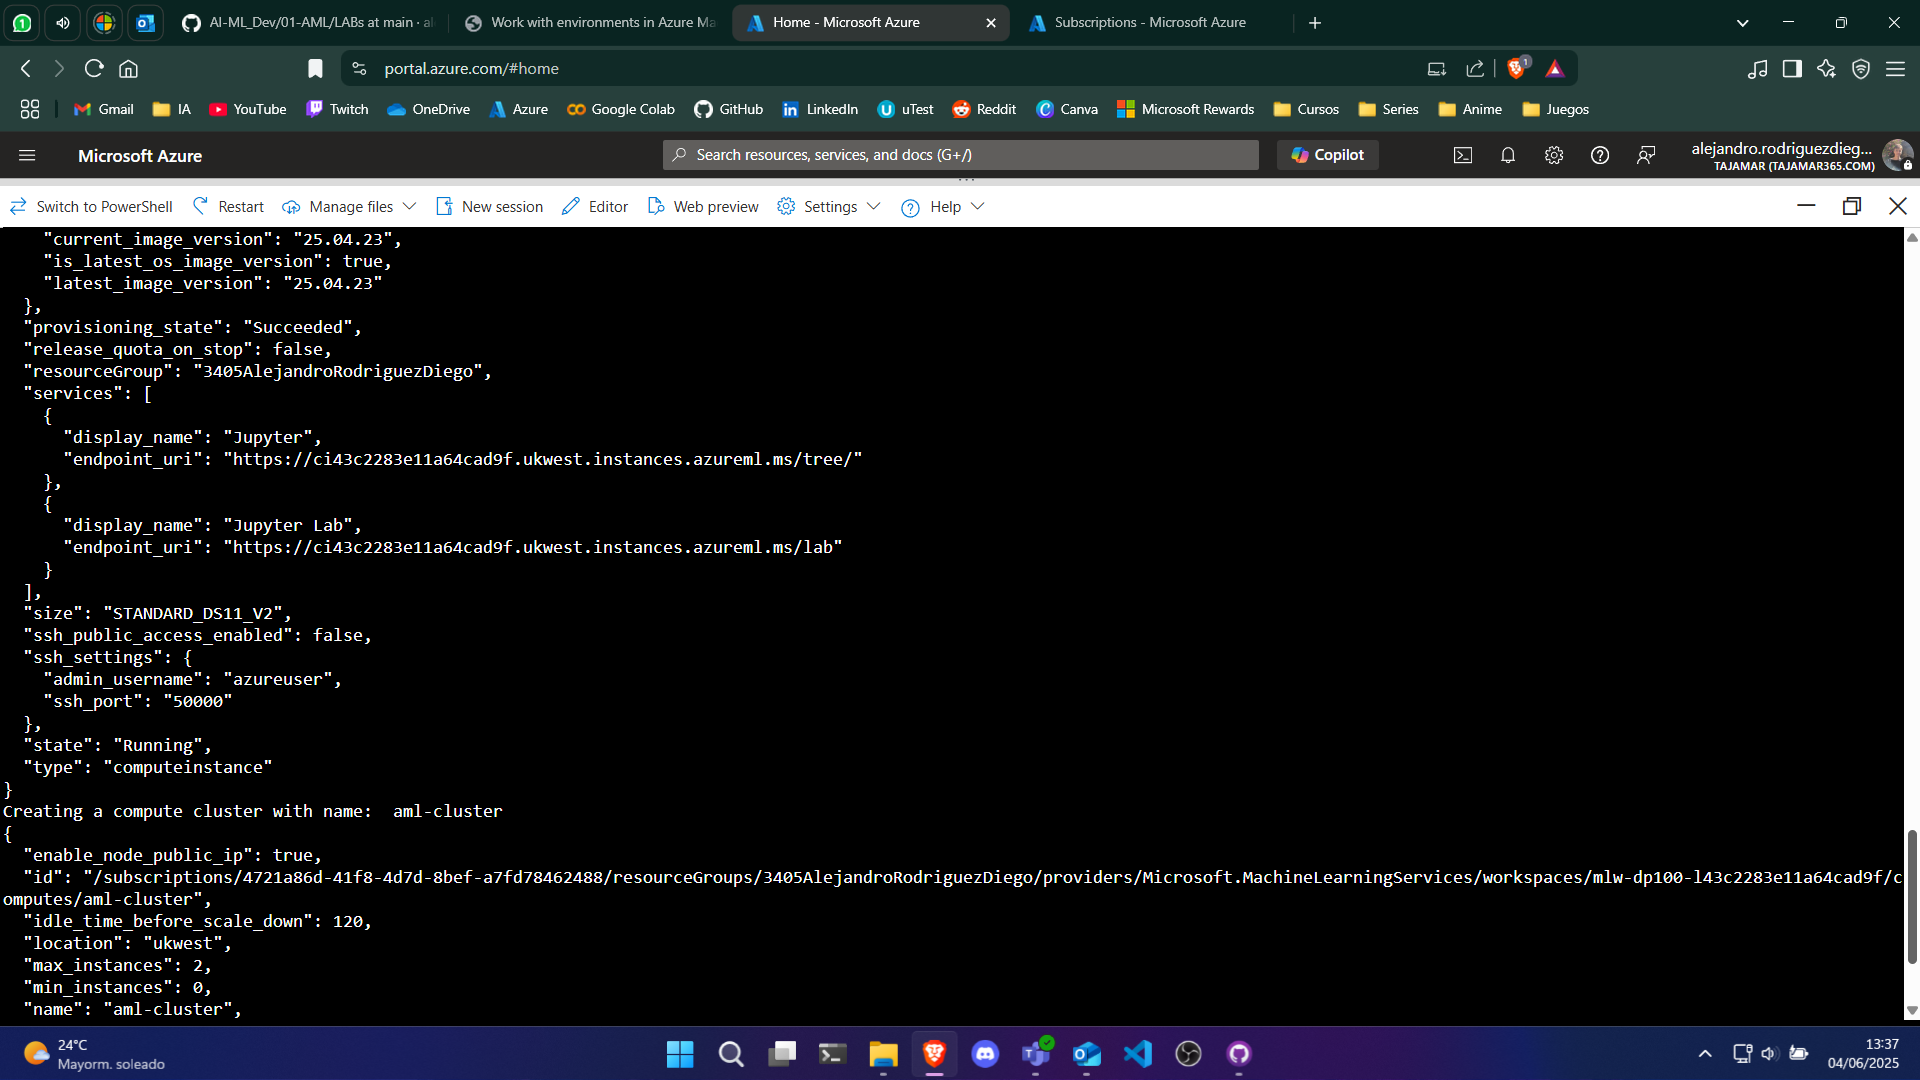 1
AI-ML_Dev/01-AML/LABs at main · al
Work with environments in Azure Ma
Home - Microsoft Azure
Subscriptions - Microsoft Azure
portal.azure.com/#home
1
Gmail
IA
YouTube
Twitch
OneDrive
Azure
Google Colab
GitHub
LinkedIn
uTest
Reddit
Canva
Microsoft Rewards
Cursos
Series
Anime
Juegos
Microsoft Azure
Search resources, services, and docs (G+/)
Copilot
alejandro.rodriguezdieg...
TAJAMAR (TAJAMAR365.COM)
Switch to PowerShell
Restart
Manage files
New session
Editor
Web preview
Settings
Help
"current_image_version": "25.04.23",
"is_latest_os_image_version": true,
"latest_image_version": "25.04.23"
},
"provisioning_state": "Succeeded",
"release_quota_on_stop": false,
"resourceGroup": "3405AlejandroRodriguezDiego",
"services": [
{
"display_name": "Jupyter",
"endpoint_uri": "https://ci43c2283e11a64cad9f.ukwest.instances.azureml.ms/tree/"
},
{
"display_name": "Jupyter Lab",
"endpoint_uri": "https://ci43c2283e11a64cad9f.ukwest.instances.azureml.ms/lab"
}
],
"size": "STANDARD_DS11_V2",
"ssh_public_access_enabled": false,
"ssh_settings": {
"admin_username": "azureuser",
"ssh_port": "50000"
},
"state": "Running",
"type": "computeinstance"
}
Creating a compute cluster with name:  aml-cluster
{
"enable_node_public_ip": true,
"id": "/subscriptions/4721a86d-41f8-4d7d-8bef-a7fd78462488/resourceGroups/3405AlejandroRodriguezDiego/providers/Microsoft.MachineLearningServices/workspaces/mlw-dp100-l43c2283e11a64cad9f/c
omputes/aml-cluster",
"idle_time_before_scale_down": 120,
"location": "ukwest",
"max_instances": 2,
"min_instances": 0,
"name": "aml-cluster",
24°C
Mayorm. soleado
13:37
04/06/2025